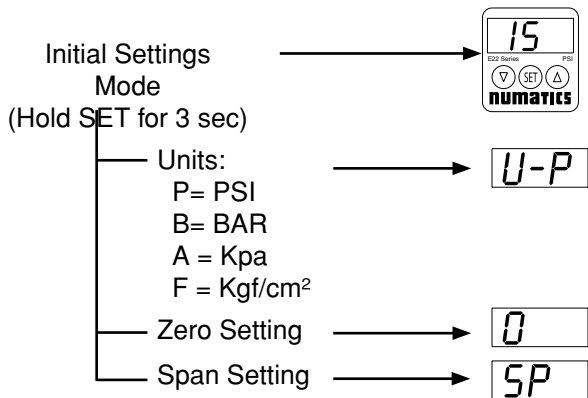 Initial Settings
Mode
(Hold SET for 3 sec)
15
E22 Series PSI
SET
numatics
Units:
U-P
P= PSI
B= BAR
A = Kpa
F = Kgf/cm²
Zero Setting
0
Span Setting
SP